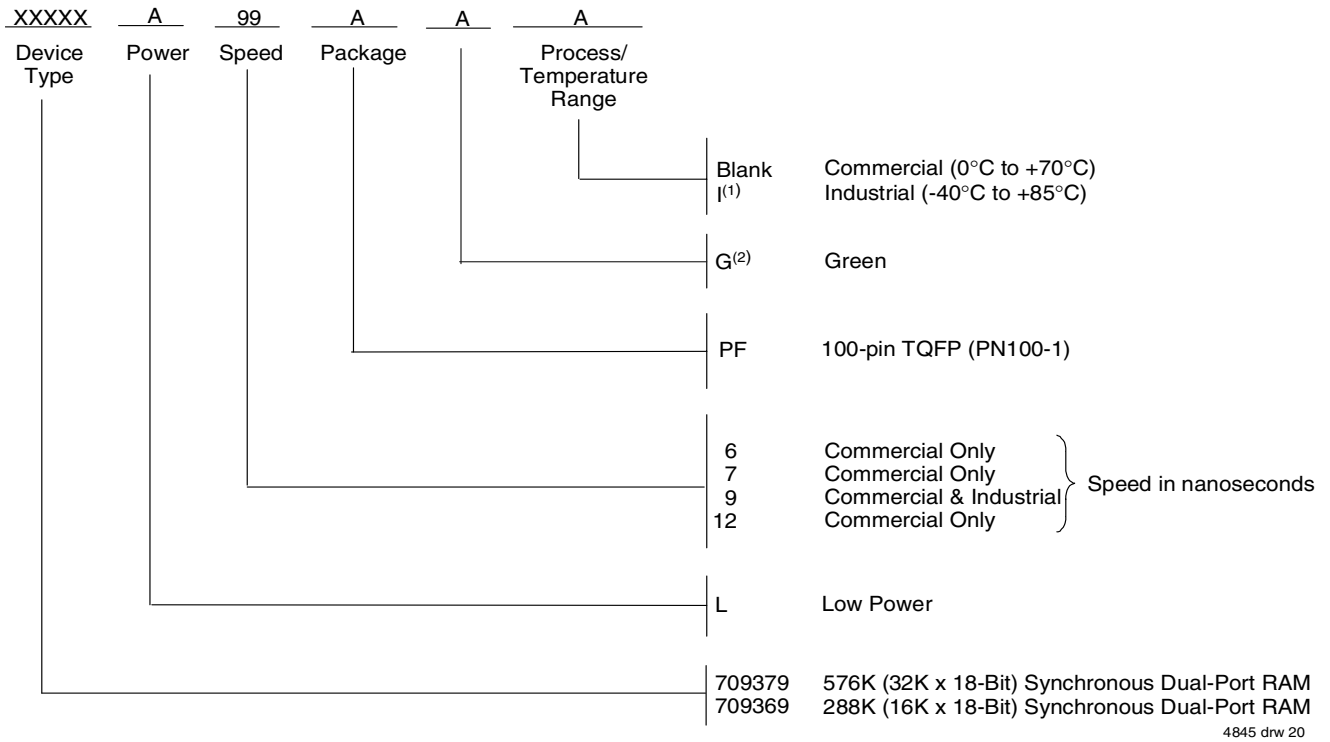 XXXXX A 99 A A A
Device Type Power Speed Package Process/ Temperature Range
Blank Commercial (0°C to +70°C)
I(1) Industrial (-40°C to +85°C)
G(2) Green
PF 100-pin TQFP (PN100-1)
6 Commercial Only
7 Commercial Only
9 Commercial & Industrial
12 Commercial Only
Speed in nanoseconds
L Low Power
709379 576K (32K x 18-Bit) Synchronous Dual-Port RAM
709369 288K (16K x 18-Bit) Synchronous Dual-Port RAM
4845 drw 20